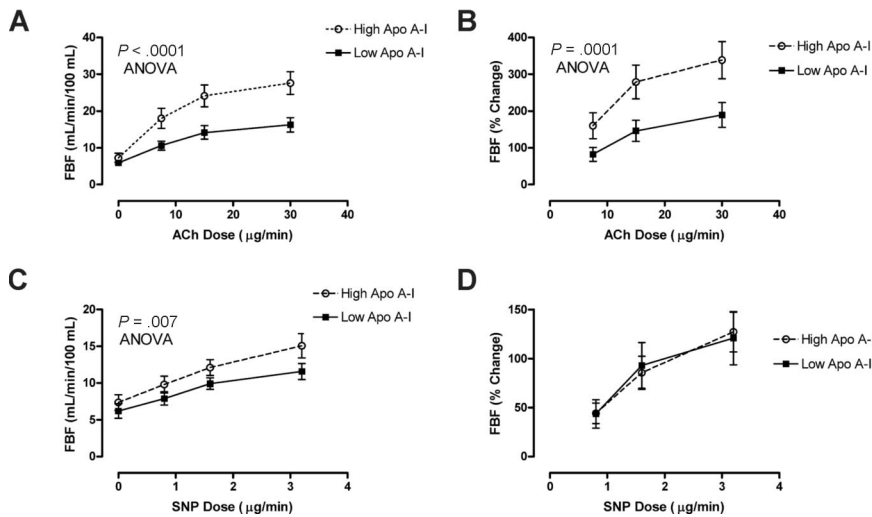 A
P < .0001
ANOVA
High Apo A-I
Low Apo A-I
FBF (mL/min/100 mL)
40
30
20
10
0
0 10 20 30 40
ACh Dose (μg/min)
B
P = .0001
ANOVA
High Apo A-I
Low Apo A-I
FBF (% Change)
400
300
200
100
0
0 10 20 30 40
ACh Dose (μg/min)
C
P = .007
ANOVA
High Apo A-I
Low Apo A-I
FBF (mL/min/100 mL)
20
15
10
5
0
0 1 2 3 4
SNP Dose (μg/min)
D
High Apo A-
Low Apo A-I
FBF (% Change)
150
100
50
0
0 1 2 3 4
SNP Dose (μg/min)